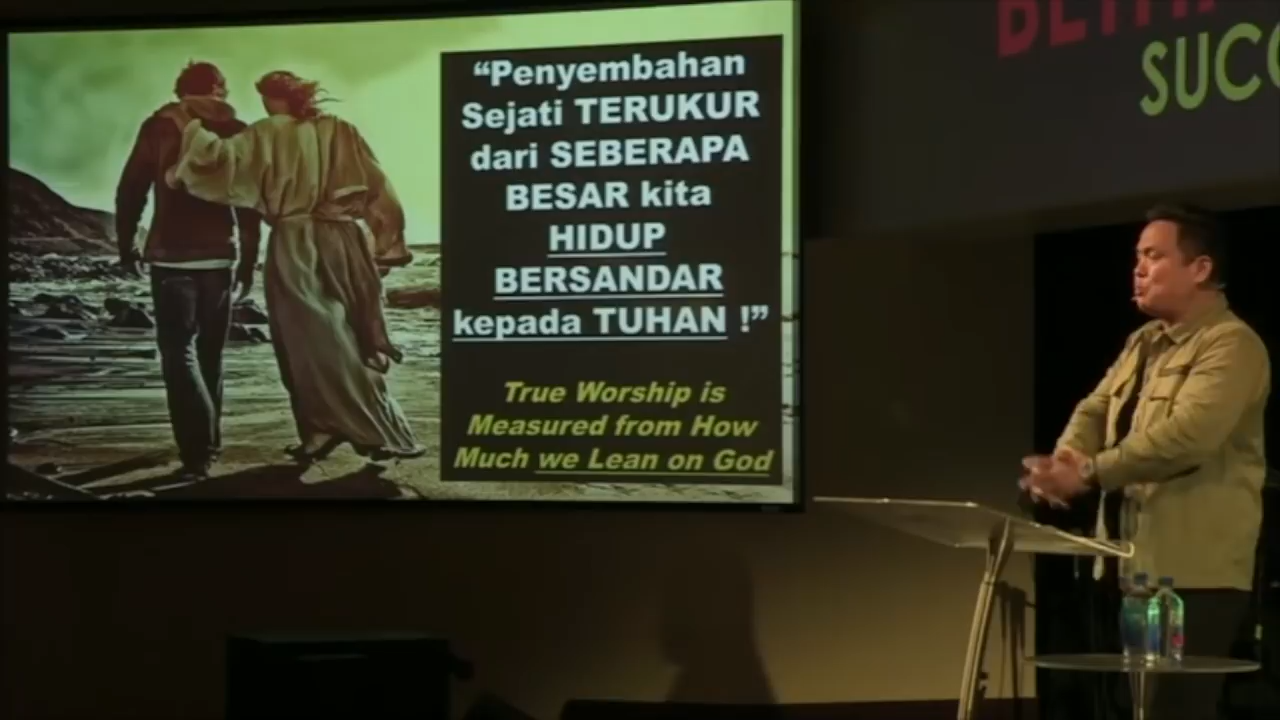 “Penyembahan
Sejati TERUKUR
dari SEBERAPA
BESAR kita
HIDUP
BERSANDAR
kepada TUHAN !”
True Worship is
Measured from How
Much we Lean on God